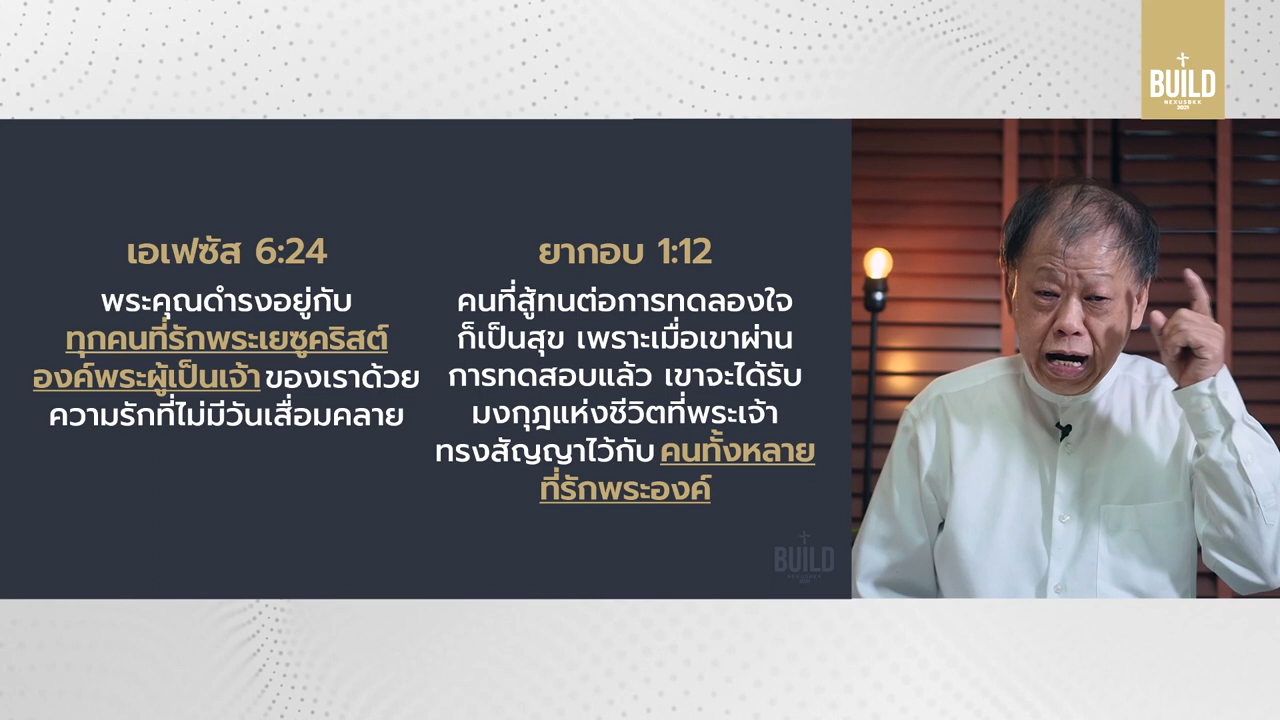 BUILD
NEXUSBKK
2021
เอเฟซัส 6:24
พระคุณดำรงอยู่กับ
ทุกคนที่รักพระเยซูคริสต์
องค์พระผู้เป็นเจ้า ของเราด้วย
ความรักที่ไม่มีวันเสื่อมคลาย
ยากอบ 1:12
คนที่สู้ทนต่อการทดลองใจ
ก็เป็นสุข เพราะเมื่อเขาผ่าน
การทดสอบแล้ว เขาจะได้รับ
มงกุฎแห่งชีวิตที่พระเจ้า
ทรงสัญญาไว้กับ คนทั้งหลาย
ที่รักพระองค์
BUILD
NEXUSBKK
2021